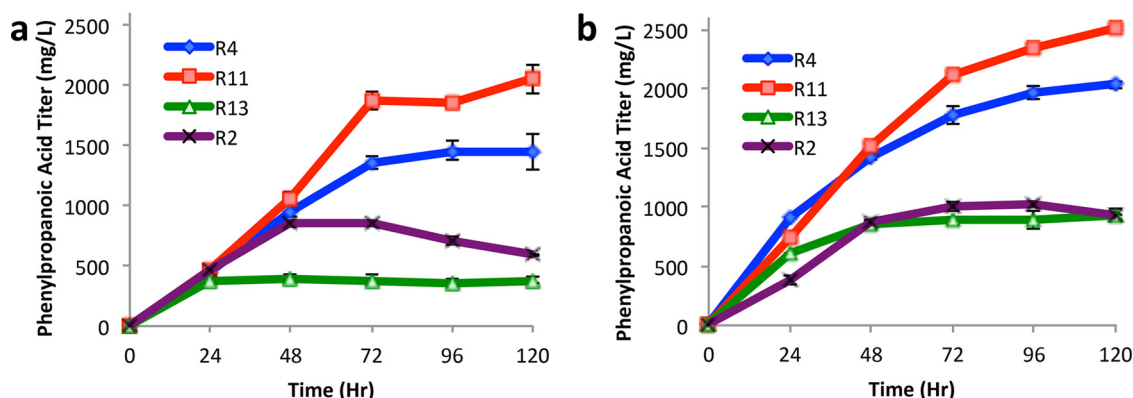 a
Phenylpropanoic Acid Titer (mg/L)
2500
2000
1500
1000
500
0
R4
R11
R13
R2
0 24 48 72 96 120
Time (Hr)
b
Phenylpropanoic Acid Titer (mg/L)
2500
2000
1500
1000
500
0
R4
R11
R13
R2
0 24 48 72 96 120
Time (Hr)